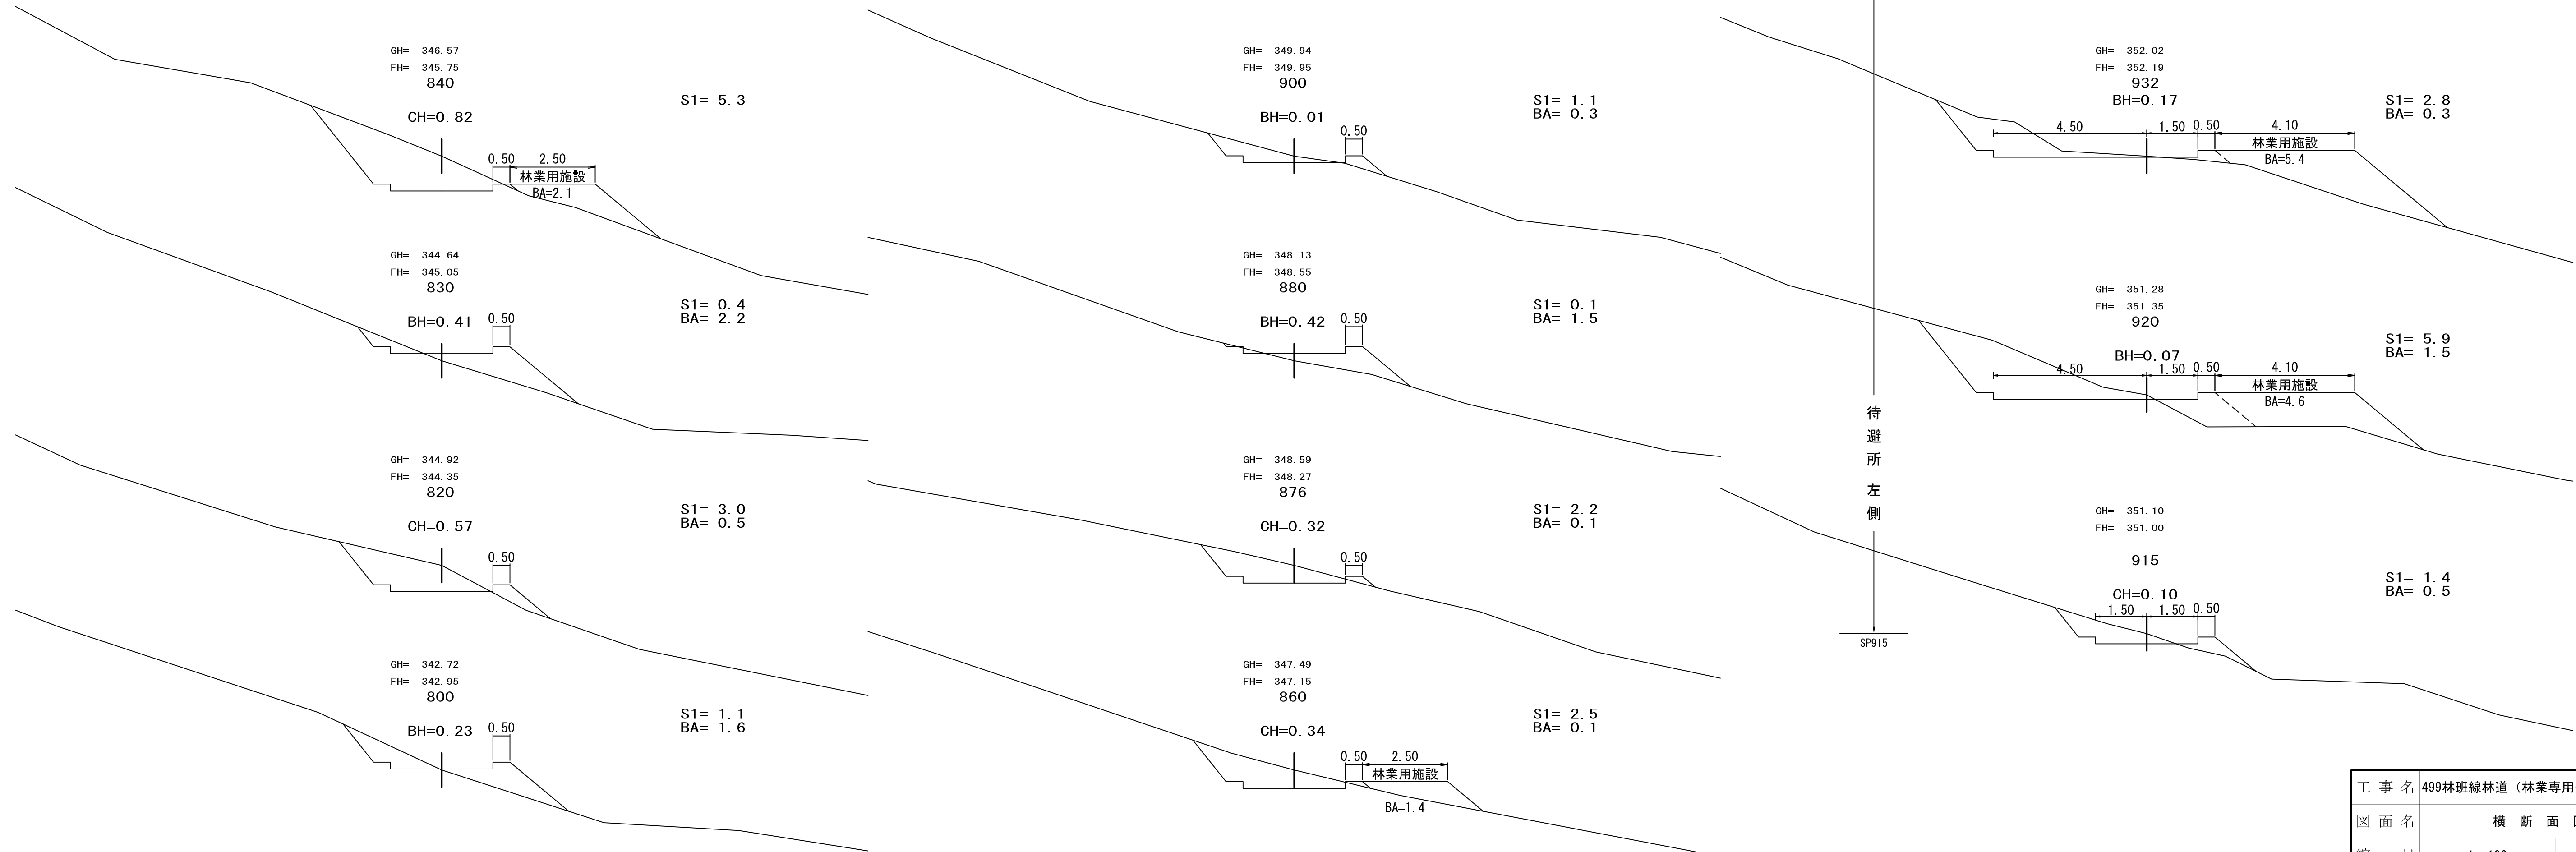 GH= 346.57
FH= 345.75
840
CH=0.82
S1= 5.3
0.50 2.50
林業用施設
BA=2.1
GH= 344.64
FH= 345.05
830
BH=0.41
0.50
S1= 0.4
BA= 2.2
GH= 344.92
FH= 344.35
820
CH=0.57
0.50
S1= 3.0
BA= 0.5
GH= 342.72
FH= 342.95
800
BH=0.23
0.50
S1= 1.1
BA= 1.6
GH= 349.94
FH= 349.95
900
BH=0.01
0.50
S1= 1.1
BA= 0.3
GH= 348.13
FH= 348.55
880
BH=0.42
0.50
S1= 0.1
BA= 1.5
GH= 348.59
FH= 348.27
876
CH=0.32
0.50
S1= 2.2
BA= 0.1
GH= 347.49
FH= 347.15
860
CH=0.34
S1= 2.5
BA= 0.1
0.50 2.50
林業用施設
BA=1.4
待避所 左側
SP915
GH= 352.02
FH= 352.19
932
BH=0.17
S1= 2.8
BA= 0.3
4.50 1.50 0.50 4.10
林業用施設
BA=5.4
GH= 351.28
FH= 351.35
920
BH=0.07
S1= 5.9
BA= 1.5
4.50 1.50 0.50 4.10
林業用施設
BA=4.6
GH= 351.10
FH= 351.00
915
CH=0.10
S1= 1.4
BA= 0.5
1.50 1.50 0.50
工事名 499林班線林道（林業専用
図面名 横断面